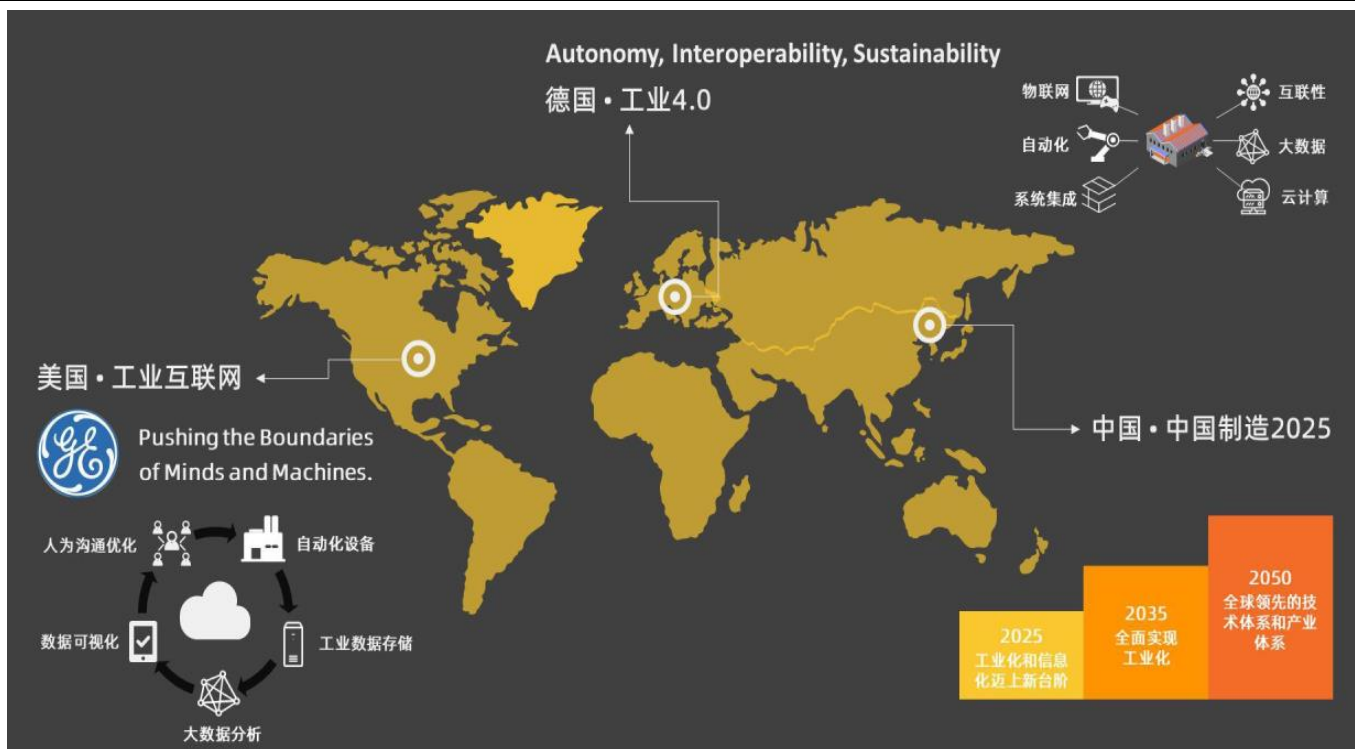 Autonomy, Interoperability, Sustainability
德国 • 工业4.0
物联网
互联性
自动化
大数据
系统集成
云计算
美国 • 工业互联网
GE
Pushing the Boundaries
of Minds and Machines.
中国 • 中国制造2025
人为沟通优化
自动化设备
数据可视化
工业数据存储
大数据分析
2025
工业化和信息
化迈上新台阶
2035
全面实现
工业化
2050
全球领先的技
术体系和产业
体系